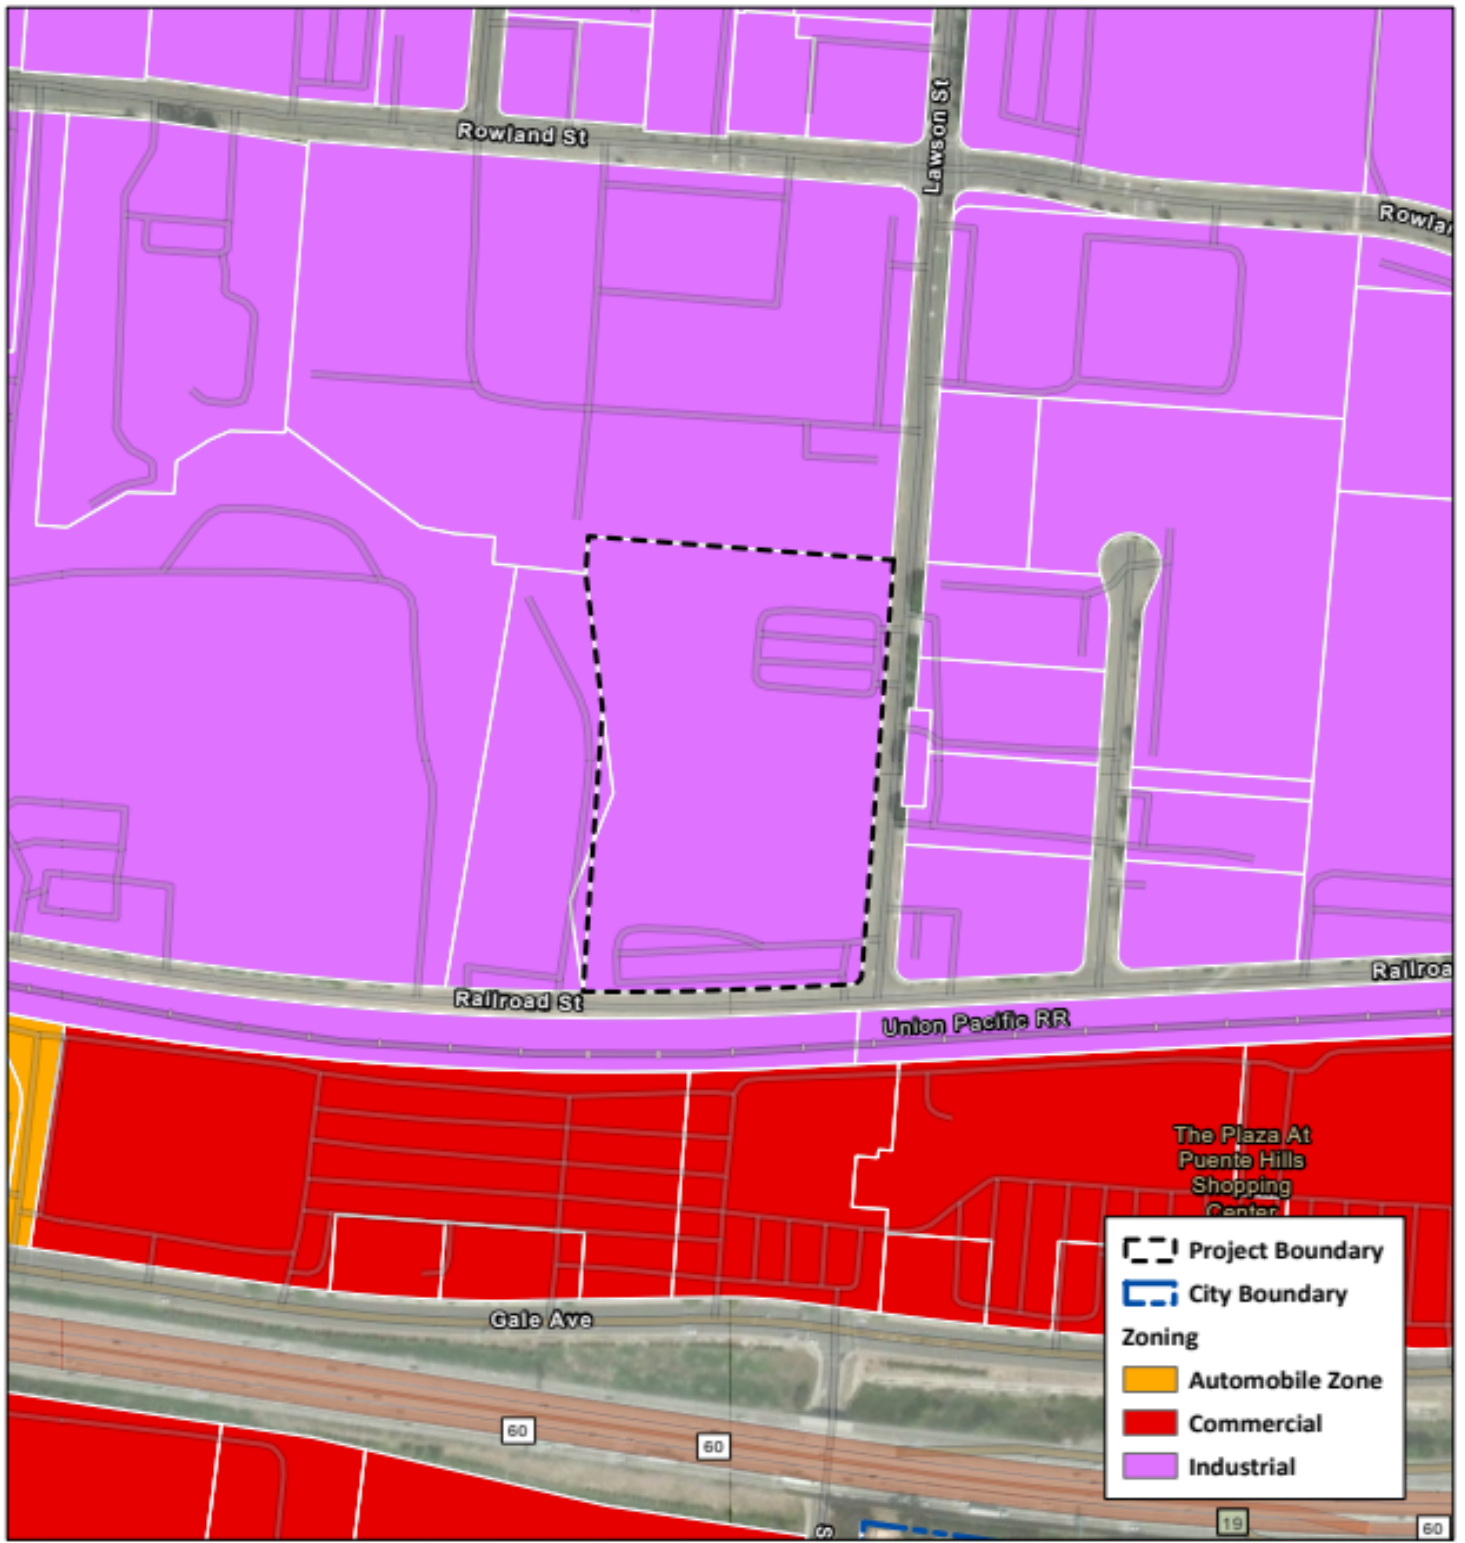 Rowland St
Lawson St
Rowla
Railroad St
Railroa
Union Pacific RR
The Plaza At
Puente Hills
Shopping
Center
Gale Ave
60
60
19
60
S
Project Boundary
City Boundary
Zoning
Automobile Zone
Commercial
Industrial